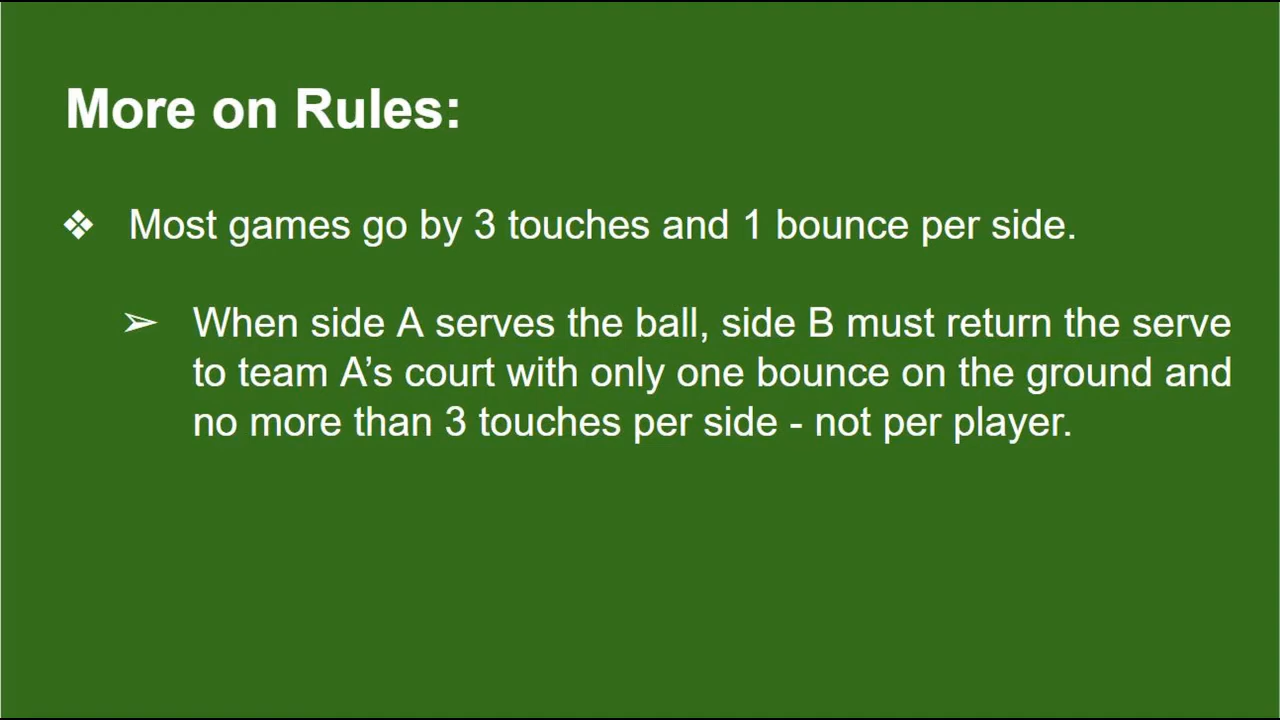 More on Rules:
❖ Most games go by 3 touches and 1 bounce per side.
➢ When side A serves the ball, side B must return the serve
to team A’s court with only one bounce on the ground and
no more than 3 touches per side - not per player.